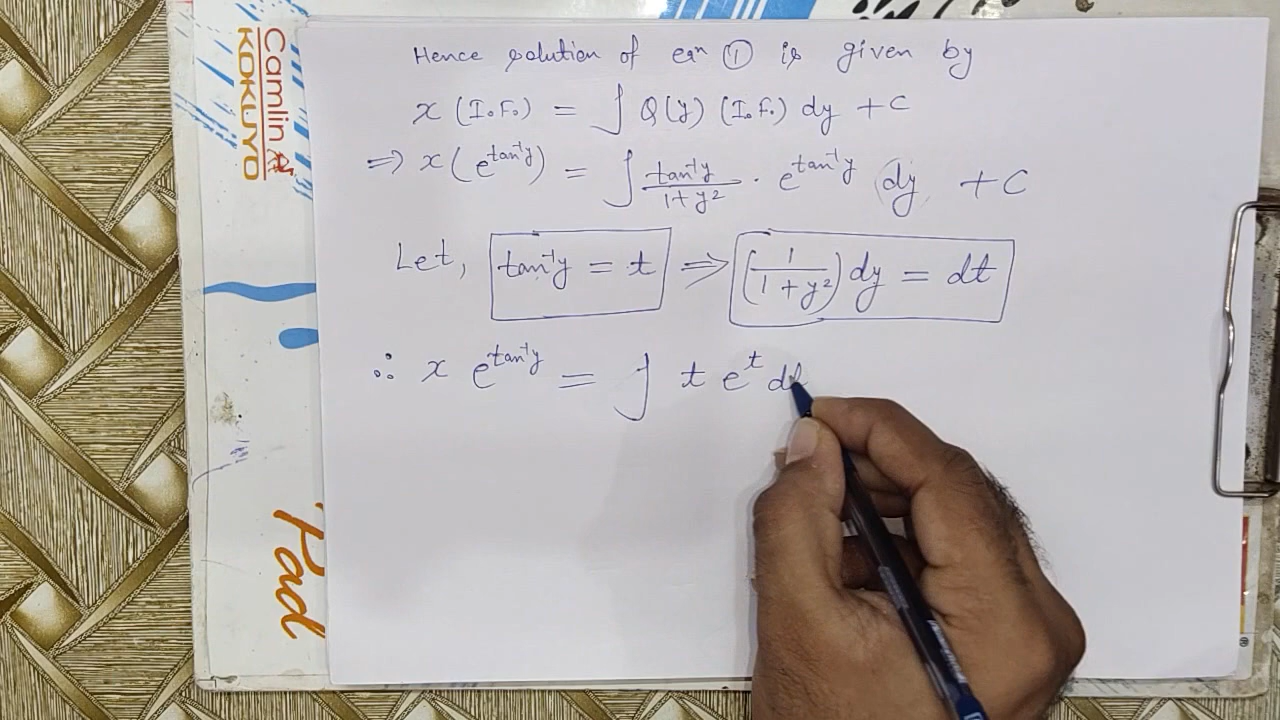 Camlin
KOKUYO
Pad
Hence solution of eqn ① is given by
x (I.F.) = ∫ Q(y) (I.F.) dy + C
⇒ x(e^{tan⁻¹y}) = ∫ tan⁻¹y / (1+y²) · e^{tan⁻¹y} dy + C
Let, tan⁻¹y = t ⇒ (1/(1+y²)) dy = dt
∴ x e^{tan⁻¹y} = ∫ t e^t d